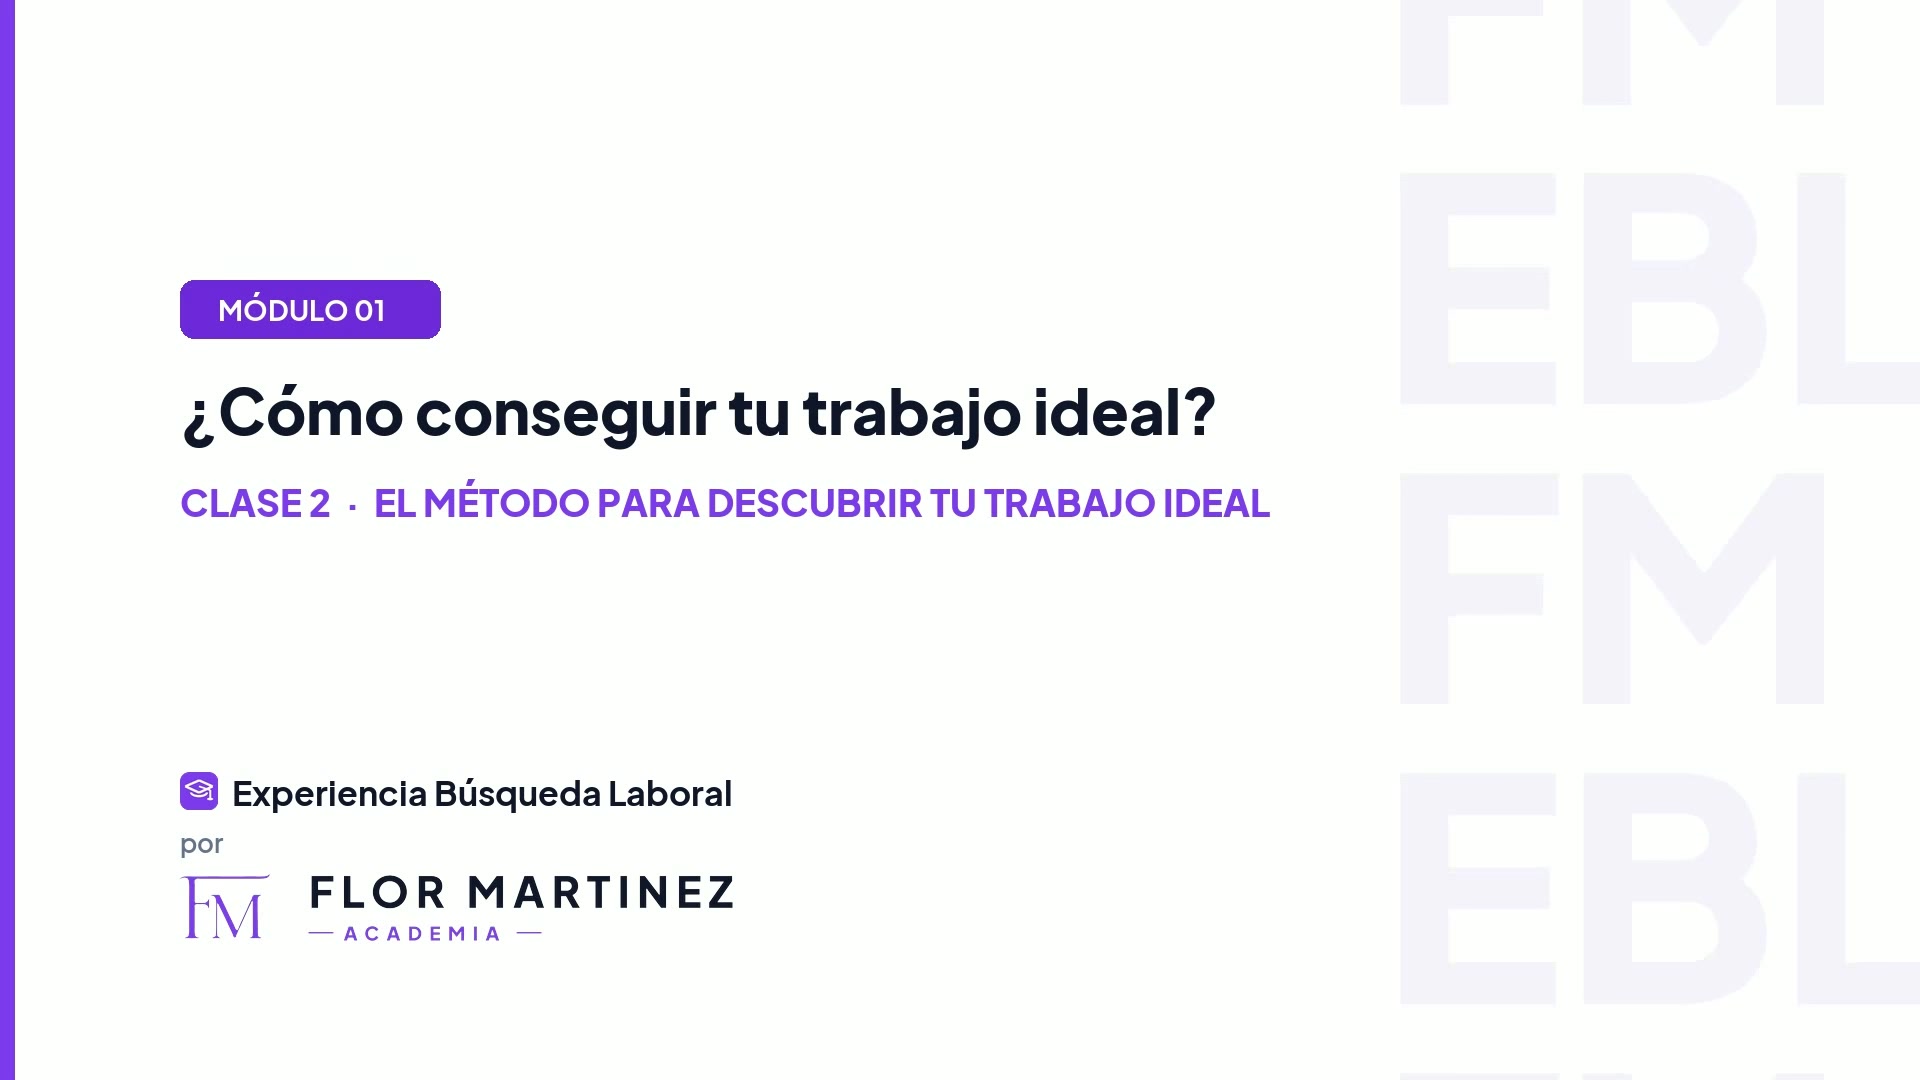 MÓDULO 01
¿Cómo conseguir tu trabajo ideal?
CLASE 2 · EL MÉTODO PARA DESCUBRIR TU TRABAJO IDEAL
Experiencia Búsqueda Laboral
por
FM
FLOR MARTINEZ
— ACADEMIA —
FM
EBL
FM
EBL